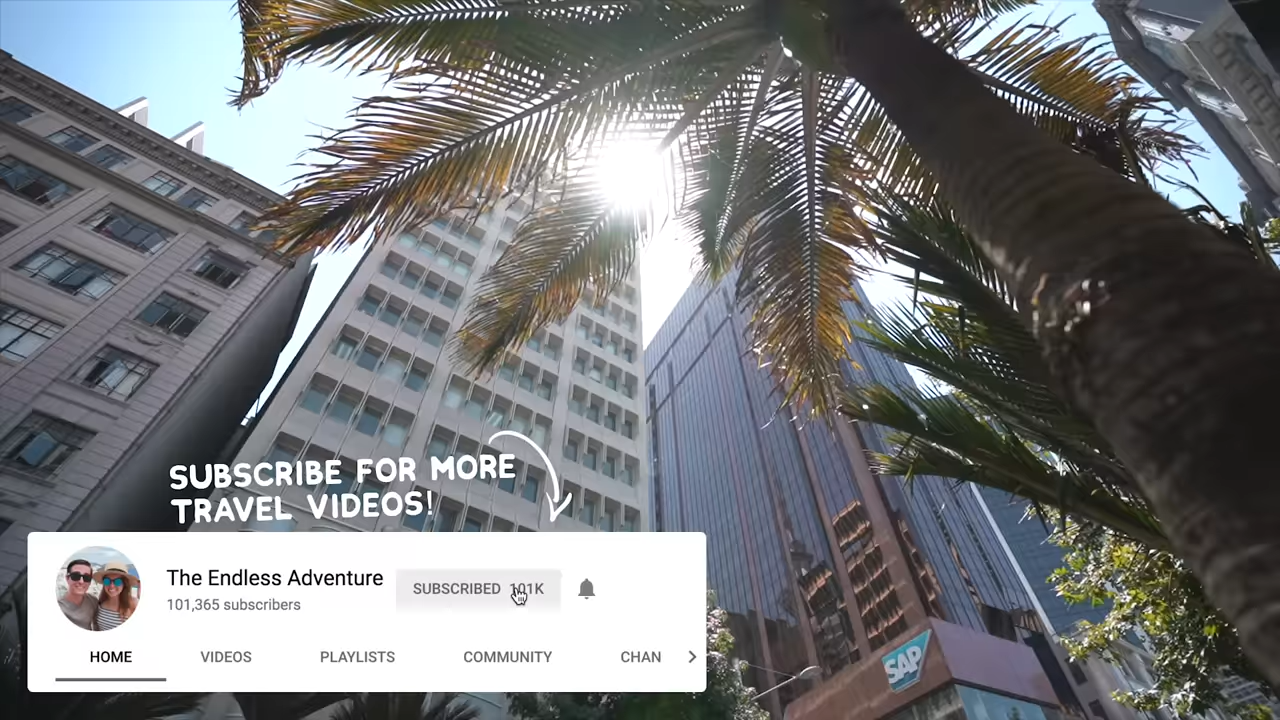 SUBSCRIBE FOR MORE
TRAVEL VIDEOS!
The Endless Adventure
101,365 subscribers
SUBSCRIBED 101K
HOME VIDEOS PLAYLISTS COMMUNITY CHAN
SAP